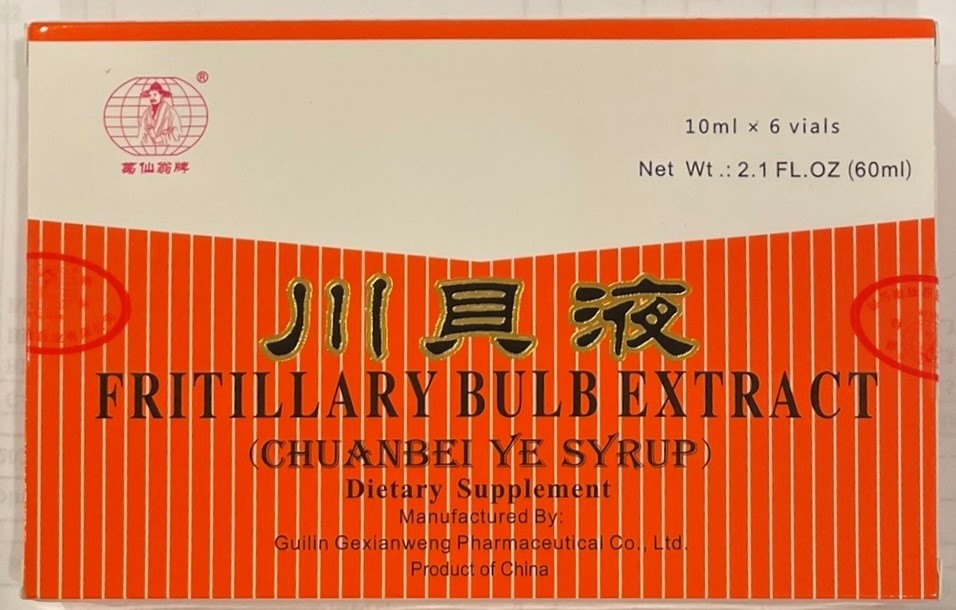 ®
葛仙翁牌
10ml × 6 vials
Net Wt.: 2.1 FL.OZ (60ml)
川贝液
FRITILLARY BULB EXTRACT
(CHUANBEI YE SYRUP)
Dietary Supplement
Manufactured By:
Guilin Gexianweng Pharmaceutical Co., Ltd.
Product of China